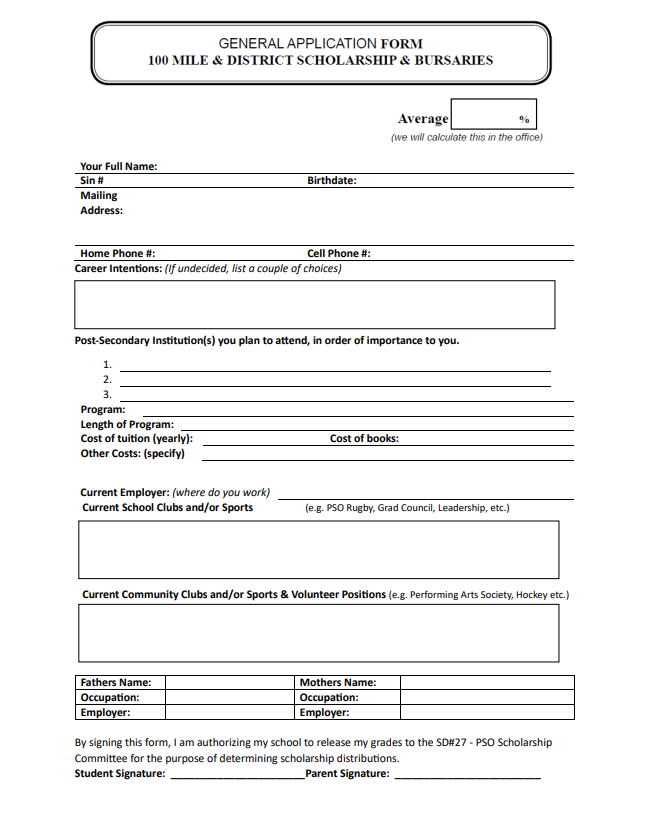 GENERAL APPLICATION FORM
100 MILE & DISTRICT SCHOLARSHIP & BURSARIES
Average %
(we will calculate this in the office)
Your Full Name:
Sin # Birthdate:
Mailing
Address:
Home Phone #: Cell Phone #:
Career Intentions: (If undecided, list a couple of choices)
Post-Secondary Institution(s) you plan to attend, in order of importance to you.
1.
2.
3.
Program:
Length of Program:
Cost of tuition (yearly): Cost of books:
Other Costs: (specify)
Current Employer: (where do you work)
Current School Clubs and/or Sports (e.g. PSO Rugby, Grad Council, Leadership, etc.)
Current Community Clubs and/or Sports & Volunteer Positions (e.g. Performing Arts Society, Hockey etc.)
Fathers Name: Mothers Name:
Occupation: Occupation:
Employer: Employer:
By signing this form, I am authorizing my school to release my grades to the SD#27 - PSO Scholarship
Committee for the purpose of determining scholarship distributions.
Student Signature: ______________________Parent Signature: ________________________